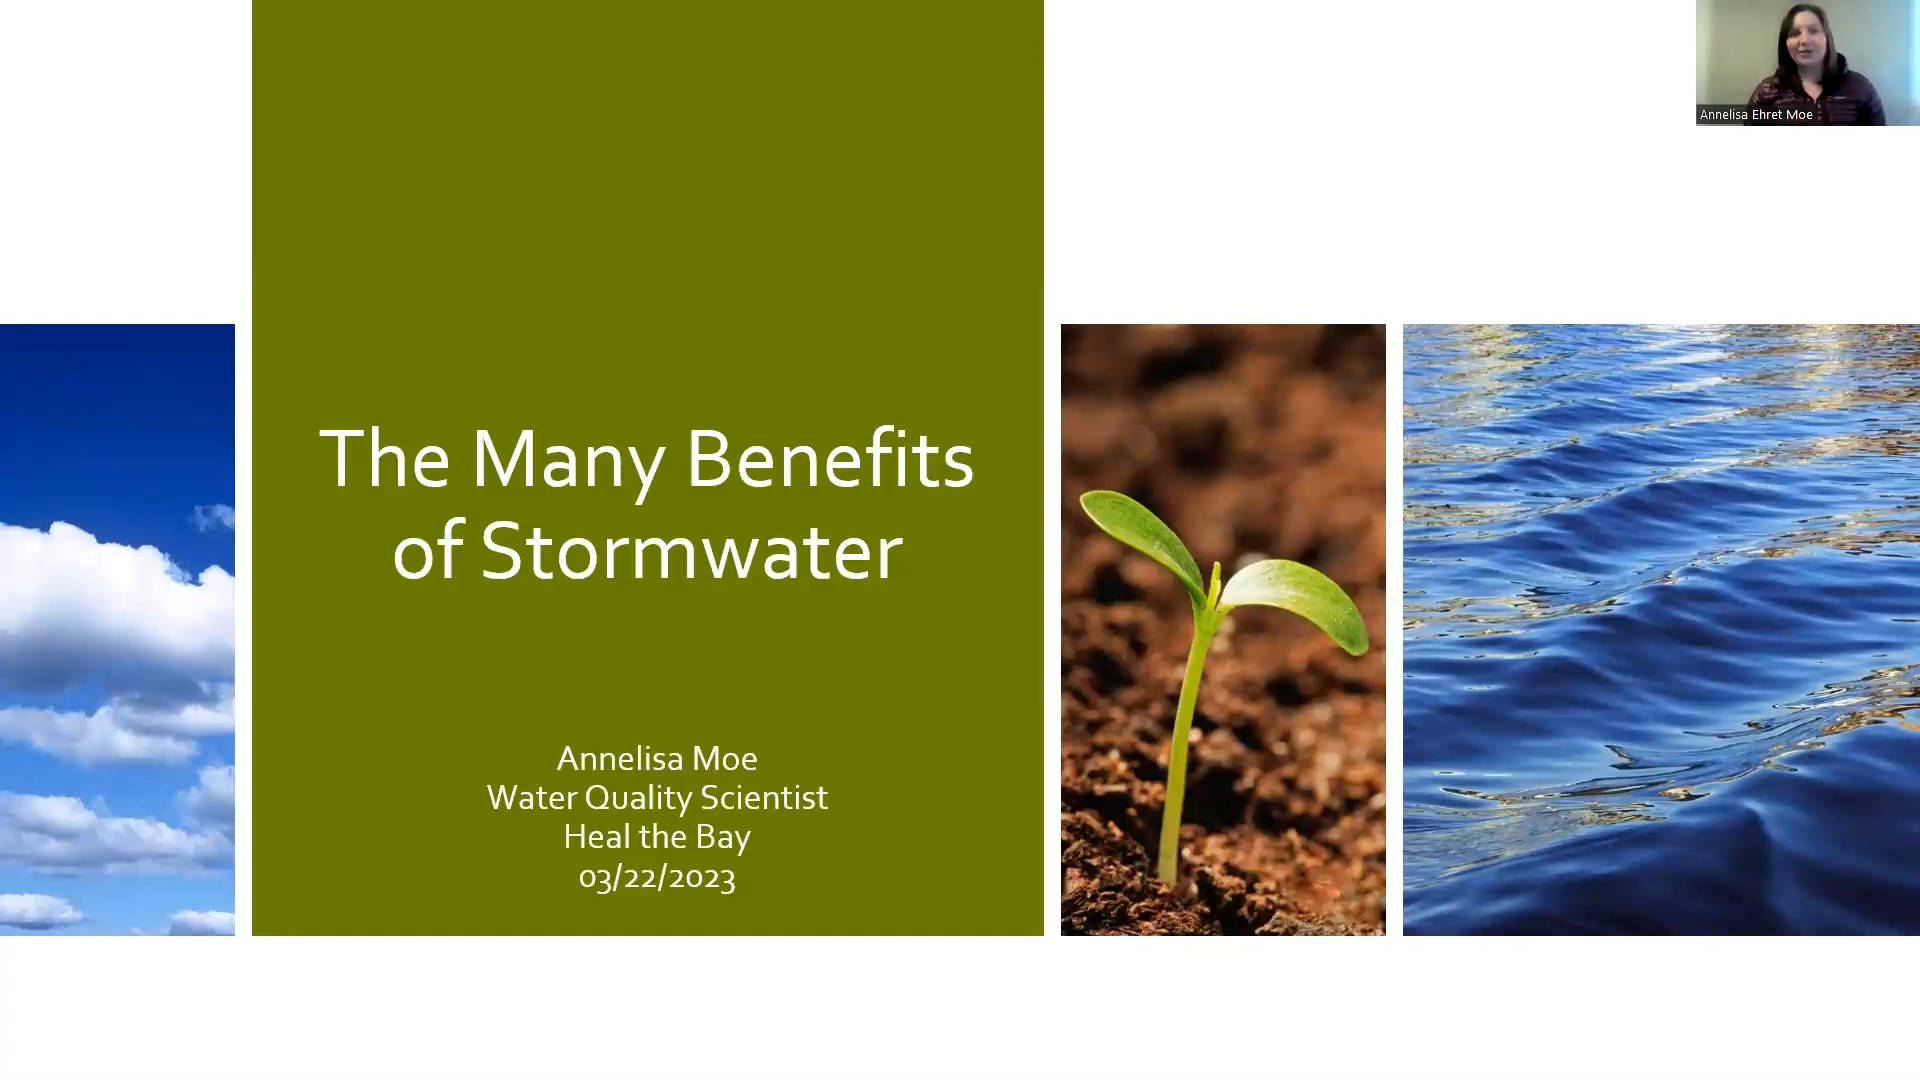 Annelisa Ehret Moe
The Many Benefits
of Stormwater
Annelisa Moe
Water Quality Scientist
Heal the Bay
03/22/2023